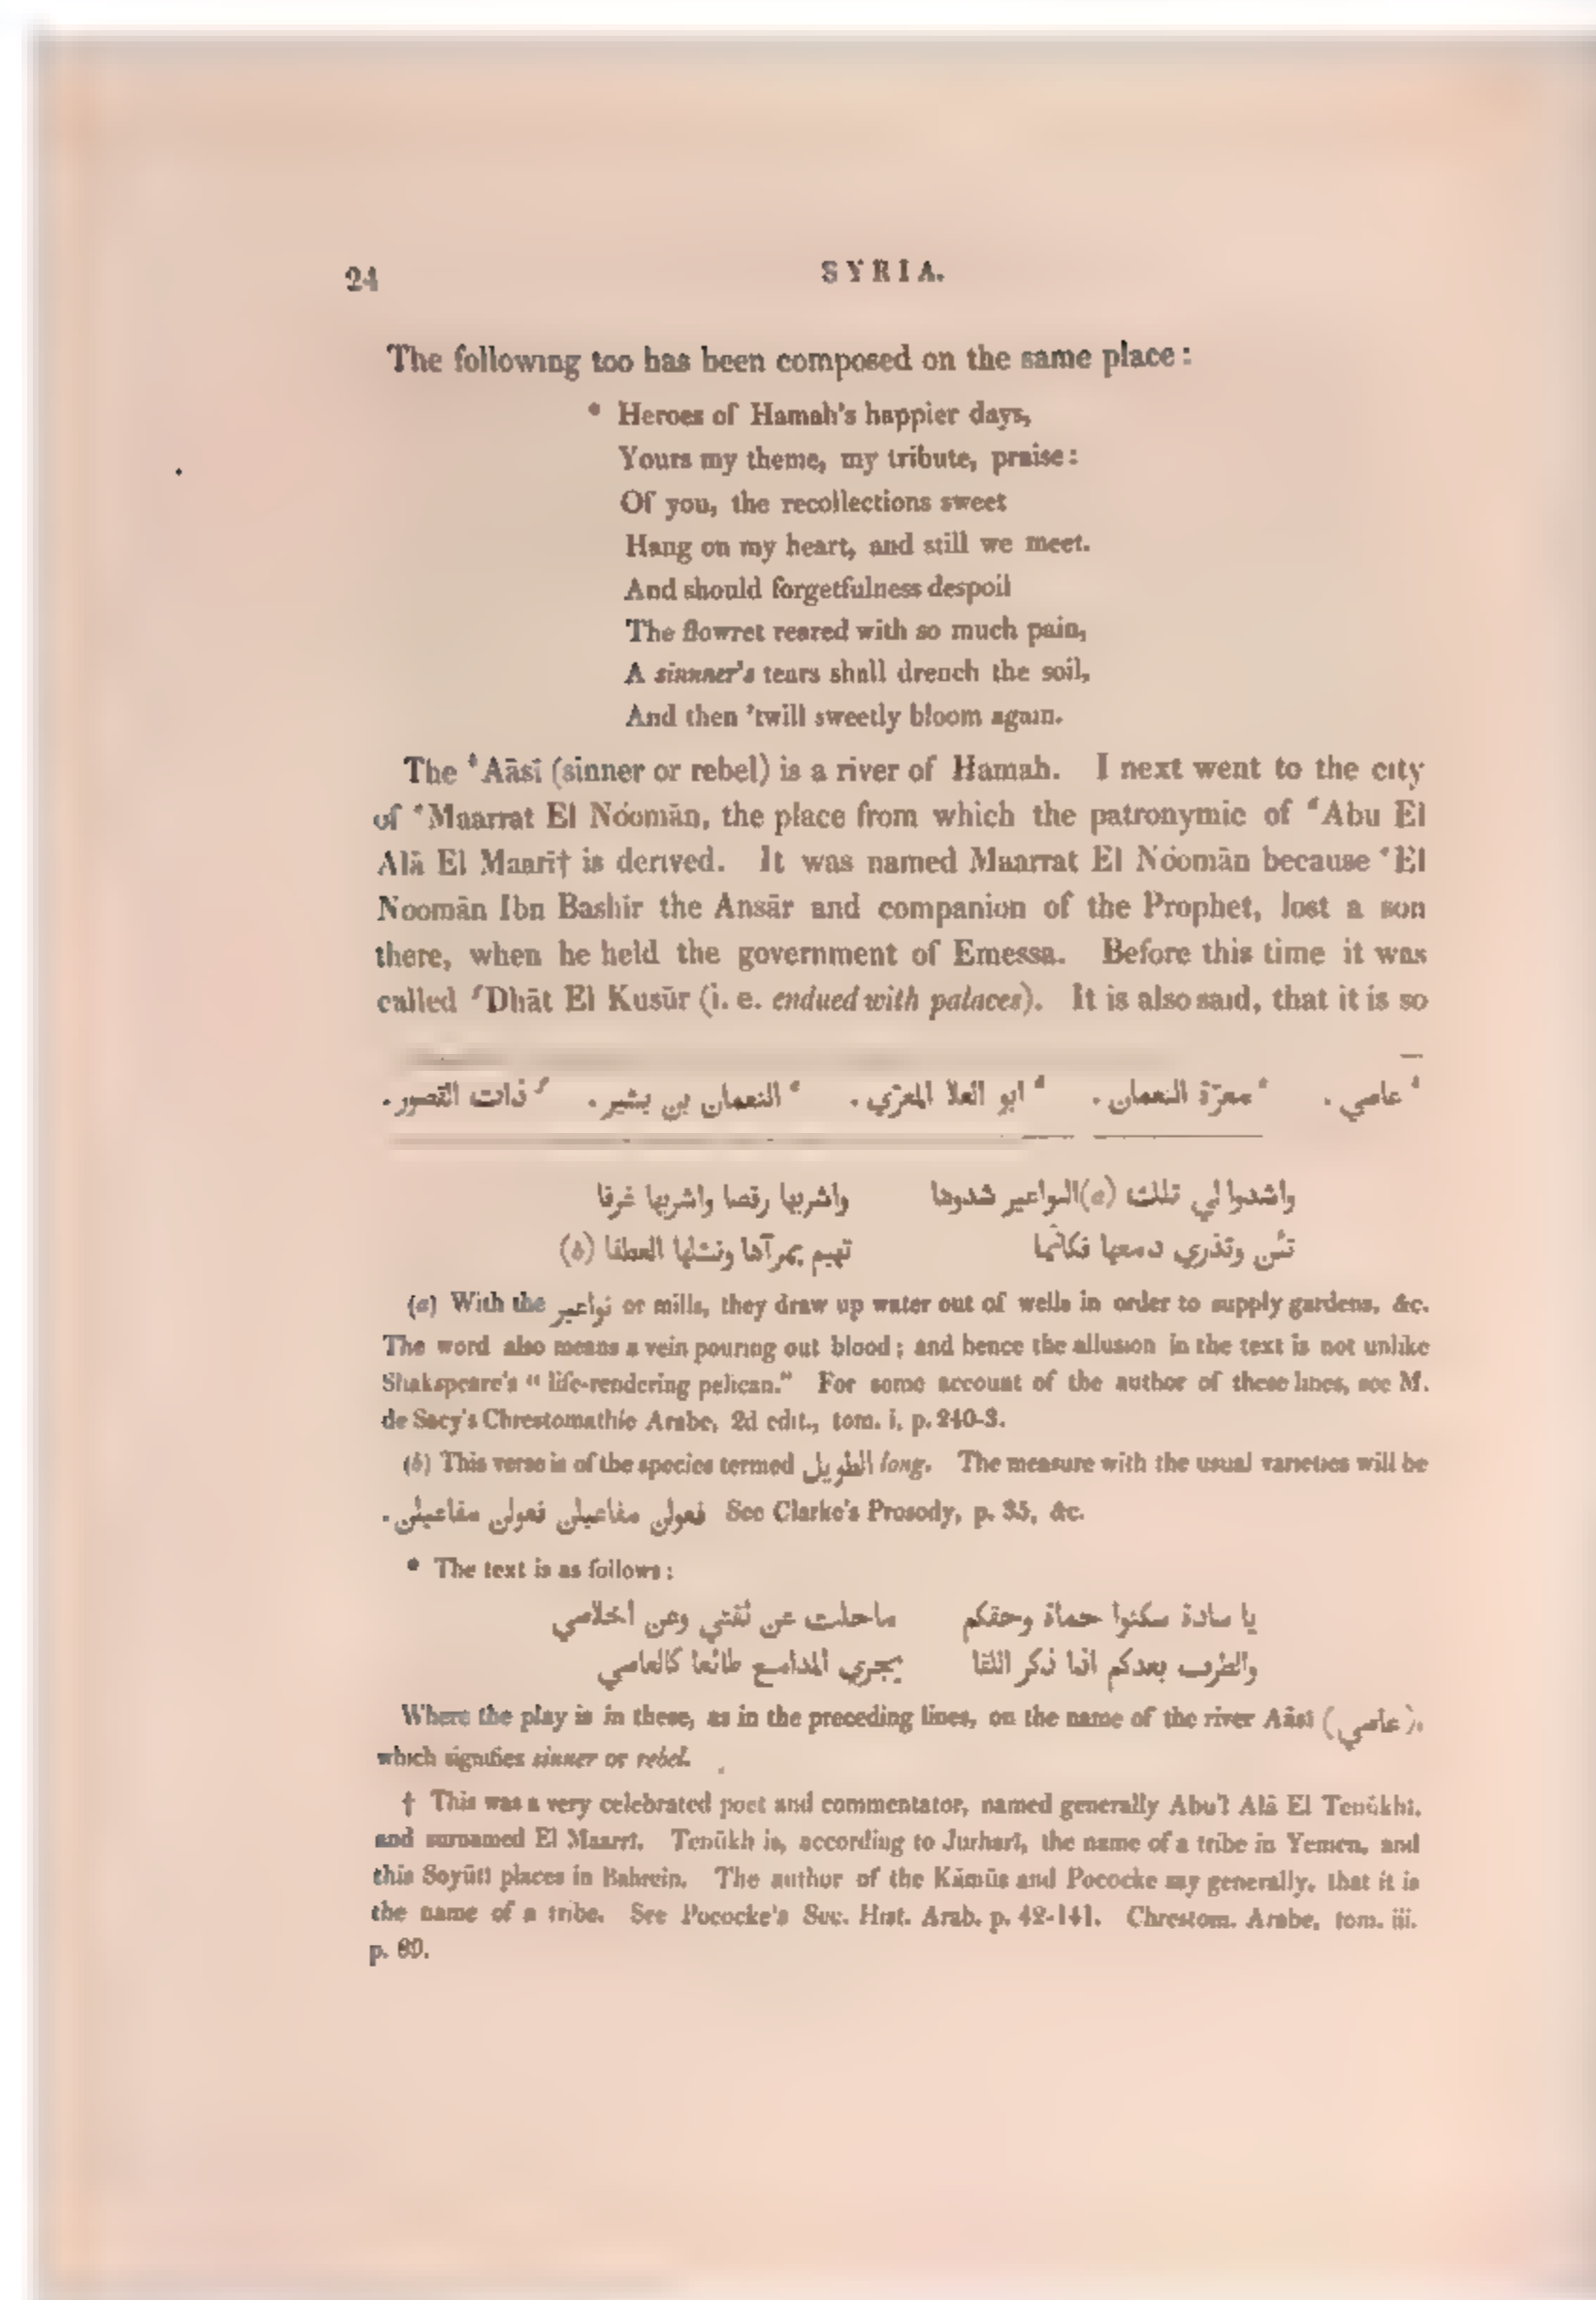 24 SYRIA.
The following too has been composed on the same place:
* Heroes of Hamah's happier days,
Yours my theme, my tribute, praise:
Of you, the recollections sweet
Hang on my heart, and still we meet.
And should forgetfulness despoil
The flowret reared with so much pain,
A sinner's tears shall drench the soil,
And then 'twill sweetly bloom again.
The Aāsī (sinner or rebel) is a river of Hamah. I next went to the city
of Maarrat El Nóomān, the place from which the patronymic of Abu El
Alā El Maarī† is derived. It was named Maarrat El Nóomān because El
Noomān Ibn Bashir the Ansār and companion of the Prophet, lost a son
there, when he held the government of Emessa. Before this time it was
called Dhāt El Kusūr (i. e. endued with palaces). It is also said, that it is so
عاصي . معرّة النعمان . ابو العلا المعرّي . النعمان بن بشير . ذات القصور.
واشدوا لي تلك (a) النواعير شدوها واشربها رقصا واشربها غرفا
تئن وتذري دمعها فكانّما تهيم بمرآها وتسئلها العطفا (b)
(a) With the نواعير or mills, they draw up water out of wells in order to supply gardens, &c.
The word also means a vein pouring out blood; and hence the allusion in the text is not unlike
Shakspeare's “ life-rendering pelican.” For some account of the author of these lines, see M.
de Sacy's Chrestomathie Arabe, 2d edit., tom. i, p. 240-3.
(b) This verse is of the species termed الطويل long. The measure with the usual varieties will be
فعولن مفاعيلن فعولن مفاعيلن. See Clarke's Prosody, p. 35, &c.
* The text is as follows:
يا سادة سكنوا حماة وحقكم ماحلت عن ثقتي وعن اخلاصي
والطرف بعدكم اذا ذكر اللقا يجري المدامع طائعا كالعاصي
Where the play is in these, as in the preceding lines, on the name of the river Aāsī (عاصي),
which signifies sinner or rebel.
† This was a very celebrated poet and commentator, named generally Abu'l Alā El Tenūkhi,
and surnamed El Maarrī. Tenūkh is, according to Jurharī, the name of a tribe in Yemen, and
this Soyūtī places in Bahrein. The author of the Kāmūs and Pococke say generally, that it is
the name of a tribe. See Pococke's Hist. Arab. p. 42-141. Chrestom. Arabe, tom. iii.
p.